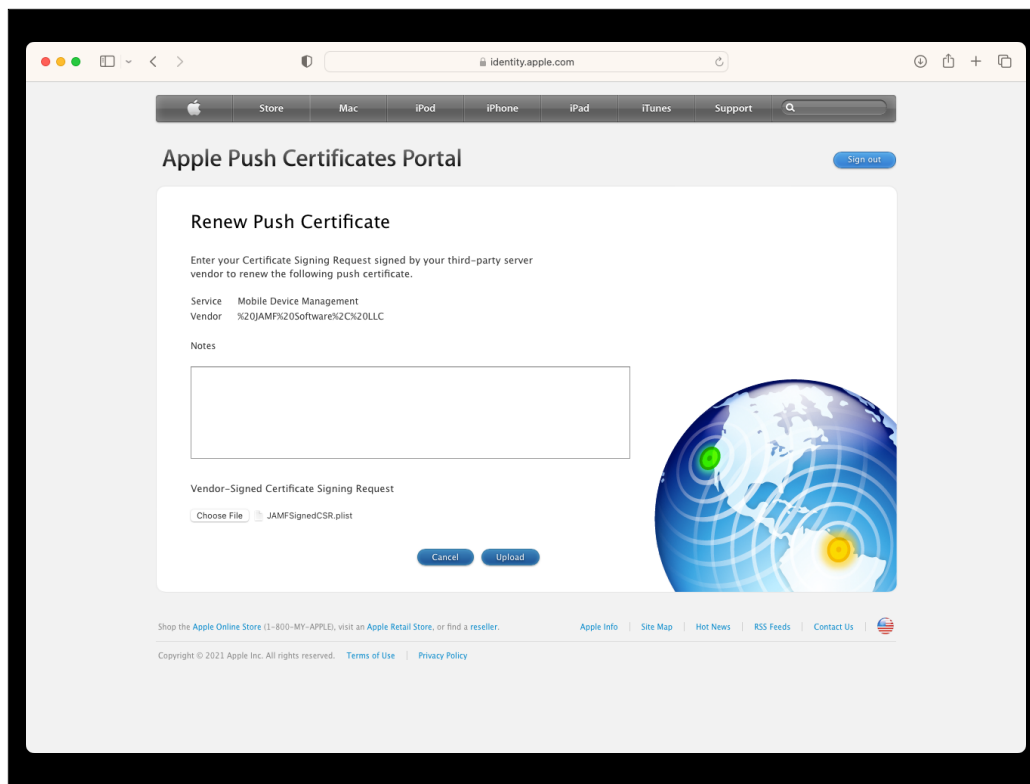 identity.apple.com
Store Mac iPod iPhone iPad iTunes Support
Apple Push Certificates Portal
Sign out
Renew Push Certificate
Enter your Certificate Signing Request signed by your third-party server
vendor to renew the following push certificate.
Service Mobile Device Management
Vendor %20JAMF%20Software%2C%20LLC
Notes
Vendor-Signed Certificate Signing Request
Choose File JAMFSignedCSR.plist
Cancel Upload
Shop the Apple Online Store (1-800-MY-APPLE), visit an Apple Retail Store, or find a reseller. Apple Info | Site Map | Hot News | RSS Feeds | Contact Us |
Copyright © 2021 Apple Inc. All rights reserved. Terms of Use | Privacy Policy